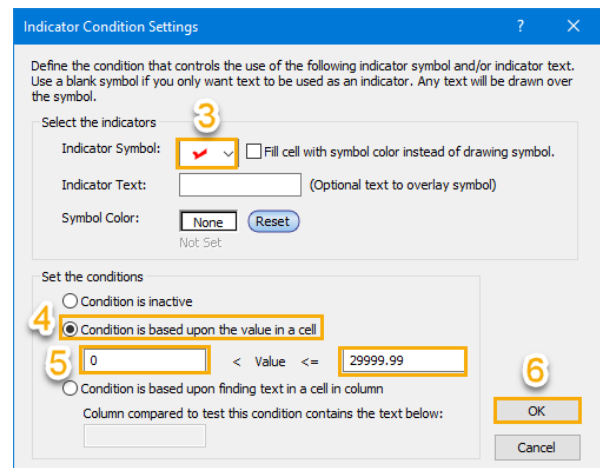 Indicator Condition Settings ? ×
Define the condition that controls the use of the following indicator symbol and/or indicator text.
Use a blank symbol if you only want text to be used as an indicator. Any text will be drawn over
the symbol.
3
Select the indicators
Indicator Symbol: Fill cell with symbol color instead of drawing symbol.
Indicator Text: (Optional text to overlay symbol)
Symbol Color: None Reset
Not Set
Set the conditions
Condition is inactive
4 Condition is based upon the value in a cell
5 0 < Value <= 29999.99
6
Condition is based upon finding text in a cell in column
Column compared to test this condition contains the text below:
OK
Cancel